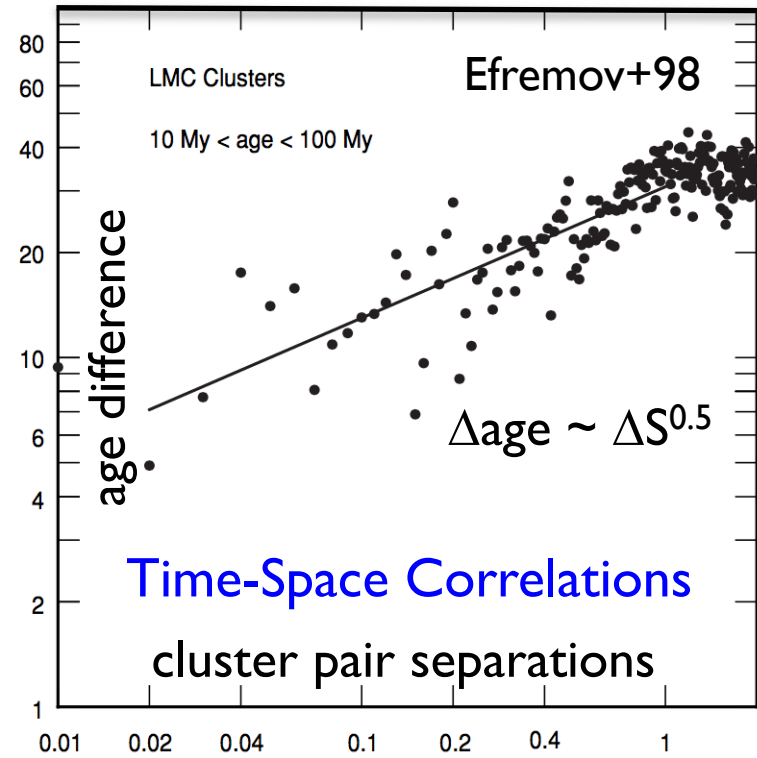 80
LMC Clusters
Efremov+98
60
10 My < age < 100 My
40
20
10
age difference
Δage ~ ΔS^0.5
6
4
Time-Space Correlations
2
cluster pair separations
1
0.01 0.02 0.04 0.1 0.2 0.4 1